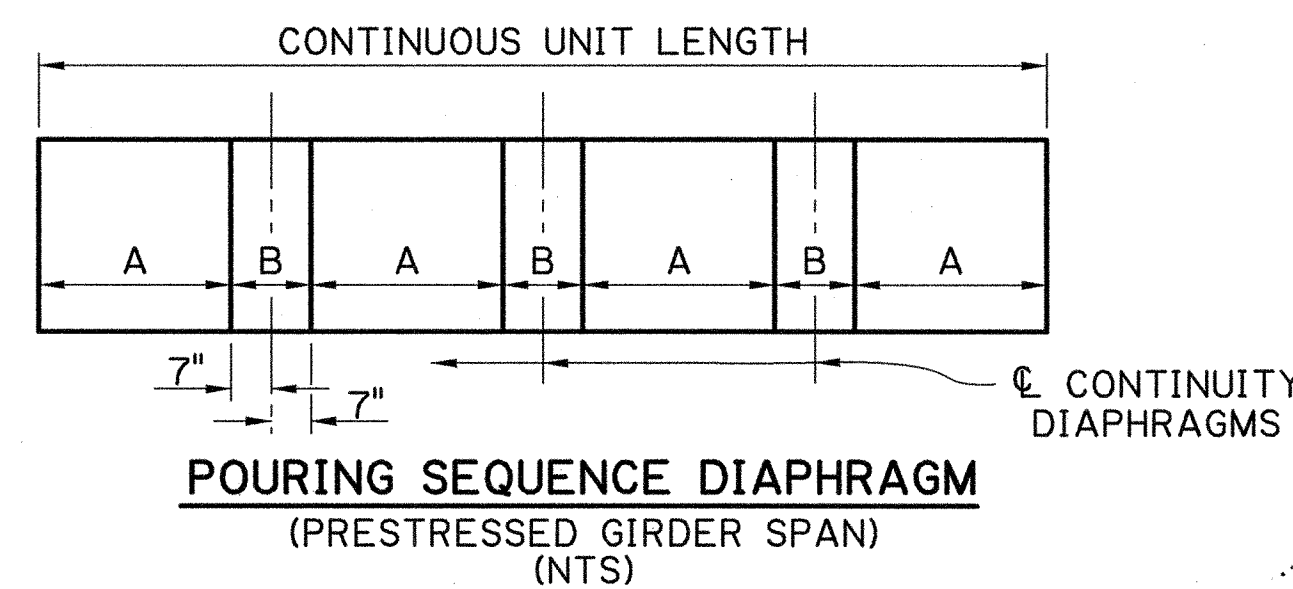 CONTINUOUS UNIT LENGTH
A B A B A B A
7"
7"
℄ CONTINUITY
DIAPHRAGMS
POURING SEQUENCE DIAPHRAGM
(PRESTRESSED GIRDER SPAN)
(NTS)